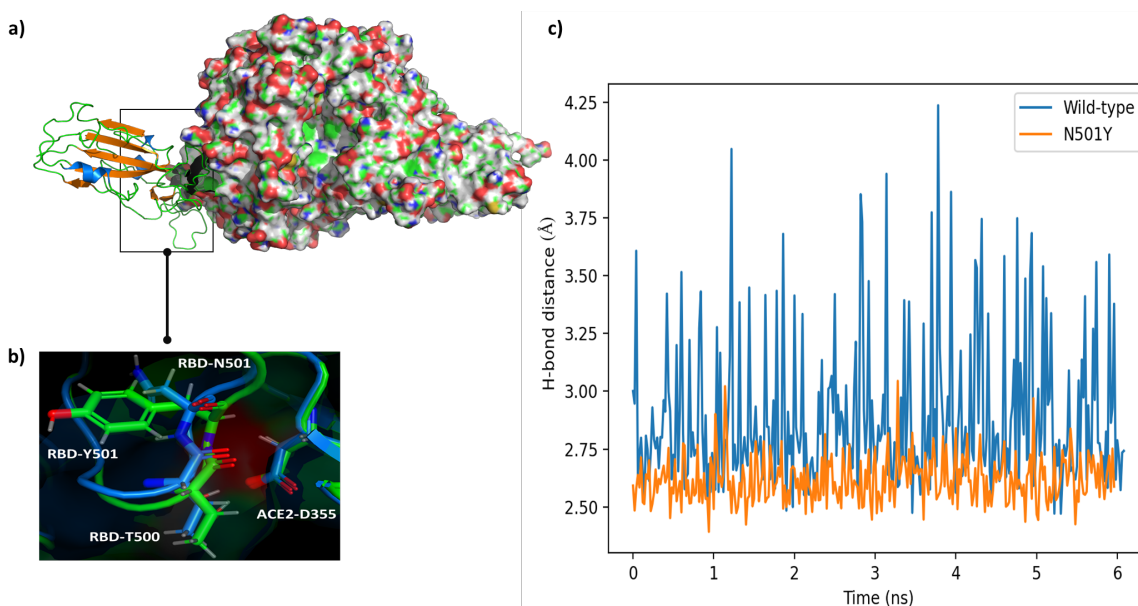 a)
b)
RBD-N501
RBD-Y501
ACE2-D355
RBD-T500
c)
Wild-type
N501Y
4.25
4.00
3.75
3.50
3.25
3.00
2.75
2.50
H-bond distance (Å)
0 1 2 3 4 5 6
Time (ns)